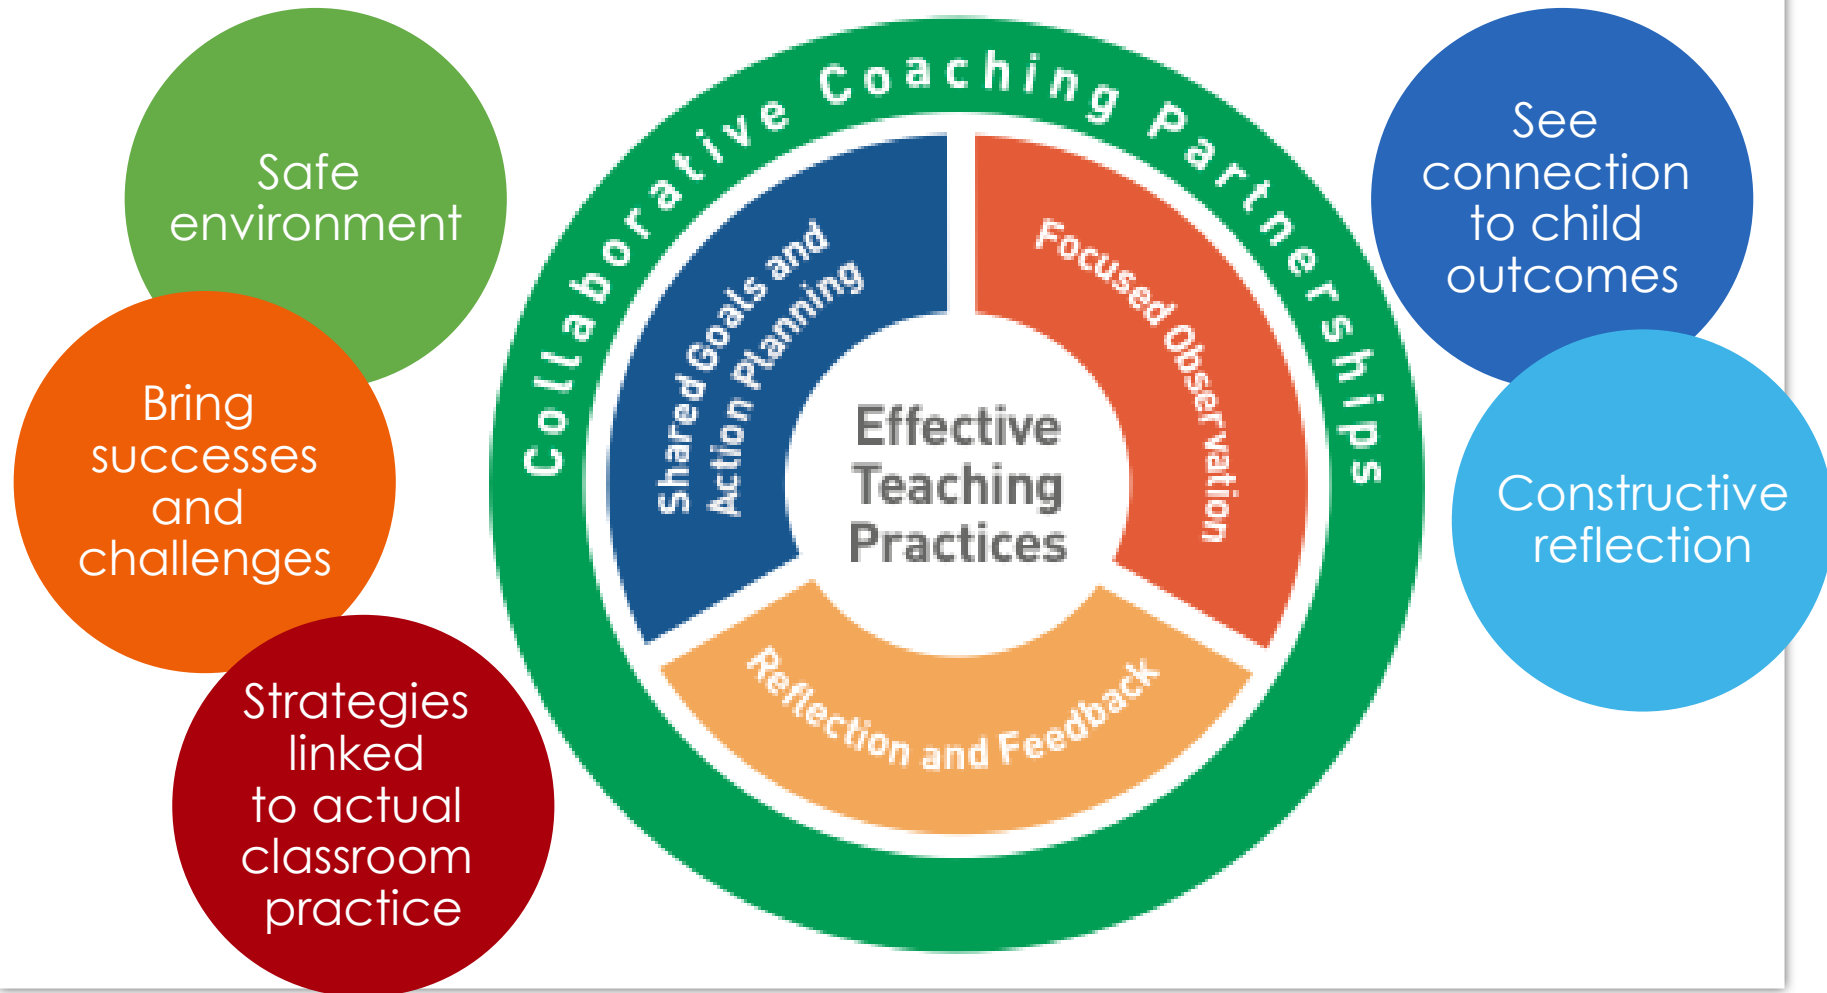 Safe
environment
Bring
successes
and
challenges
Strategies
linked
to actual
classroom
practice
Collaborative Coaching Partnerships
Shared Goals and
Action Planning
Focused Observation
Reflection and Feedback
Effective
Teaching
Practices
See
connection
to child
outcomes
Constructive
reflection